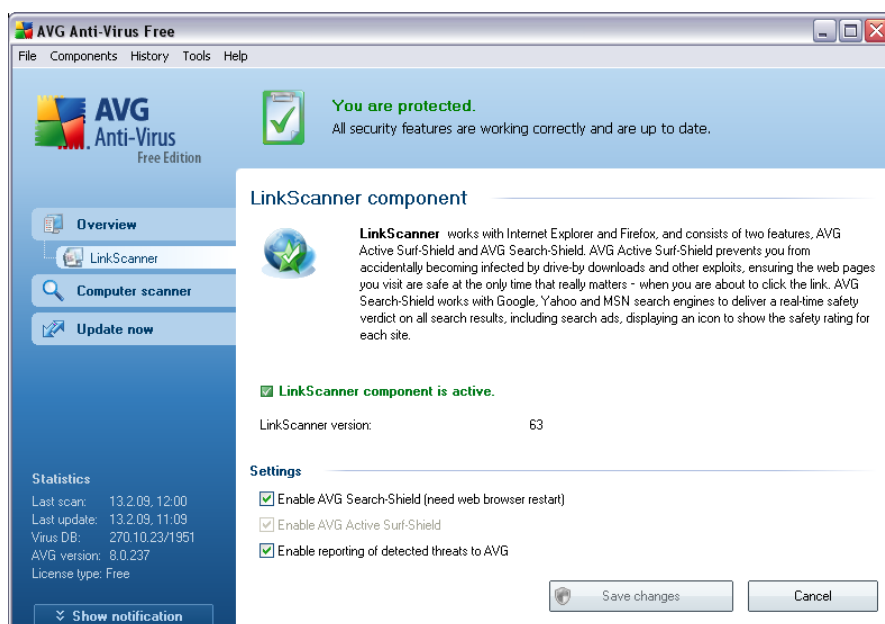 AVG Anti-Virus Free
File Components History Tools Help
AVG
Anti-Virus
Free Edition
You are protected.
All security features are working correctly and are up to date.
Overview
LinkScanner
Computer scanner
Update now
LinkScanner component
LinkScanner works with Internet Explorer and Firefox, and consists of two features, AVG
Active Surf-Shield and AVG Search-Shield. AVG Active Surf-Shield prevents you from
accidentally becoming infected by drive-by downloads and other exploits, ensuring the web pages
you visit are safe at the only time that really matters - when you are about to click the link. AVG
Search-Shield works with Google, Yahoo and MSN search engines to deliver a real-time safety
verdict on all search results, including search ads, displaying an icon to show the safety rating for
each site.
LinkScanner component is active.
LinkScanner version: 63
Settings
Enable AVG Search-Shield (need web browser restart)
Enable AVG Active Surf-Shield
Enable reporting of detected threats to AVG
Save changes
Cancel
Statistics
Last scan: 13.2.09, 12:00
Last update: 13.2.09, 11:09
Virus DB: 270.10.23/1951
AVG version: 8.0.237
License type: Free
Show notification